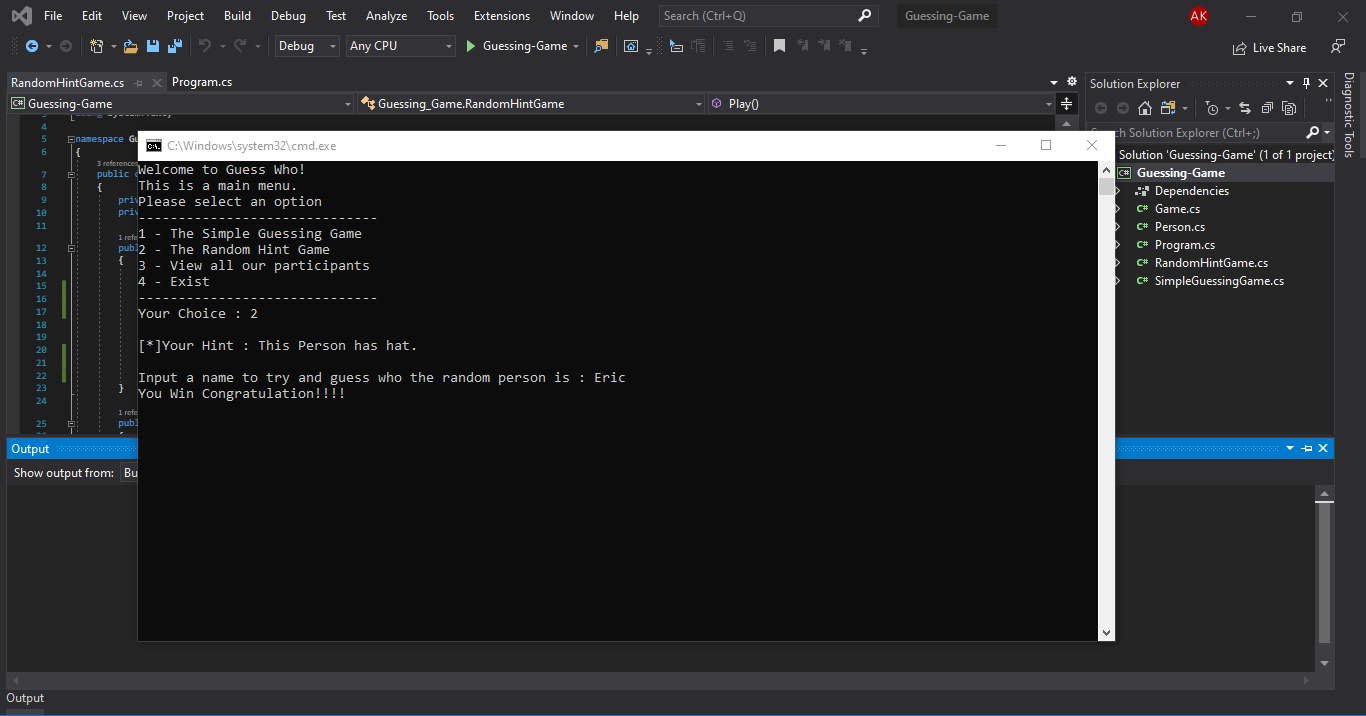 File Edit View Project Build Debug Test Analyze Tools Extensions Window Help Search (Ctrl+Q) Guessing-Game AK
Debug Any CPU Guessing-Game Live Share
RandomHintGame.cs Program.cs
C# Guessing-Game Guessing_Game.RandomHintGame Play()
Solution Explorer
Search Solution Explorer (Ctrl+;)
Solution 'Guessing-Game' (1 of 1 project)
C# Guessing-Game
Dependencies
C# Game.cs
C# Person.cs
C# Program.cs
C# RandomHintGame.cs
C# SimpleGuessingGame.cs
Diagnostic Tools
4
5 namespace Gu
6 {
3 references
7 public
8 {
9 priv
10 priv
11
1 refe
12 publ
13 {
14
15
16
17
18
19
20
21
22
23 }
24
1 refe
25 publ
C:\Windows\system32\cmd.exe
Welcome to Guess Who!
This is a main menu.
Please select an option
------------------------------
1 - The Simple Guessing Game
2 - The Random Hint Game
3 - View all our participants
4 - Exist
------------------------------
Your Choice : 2
[*]Your Hint : This Person has hat.
Input a name to try and guess who the random person is : Eric
You Win Congratulation!!!!
Output
Show output from: Bu
Output